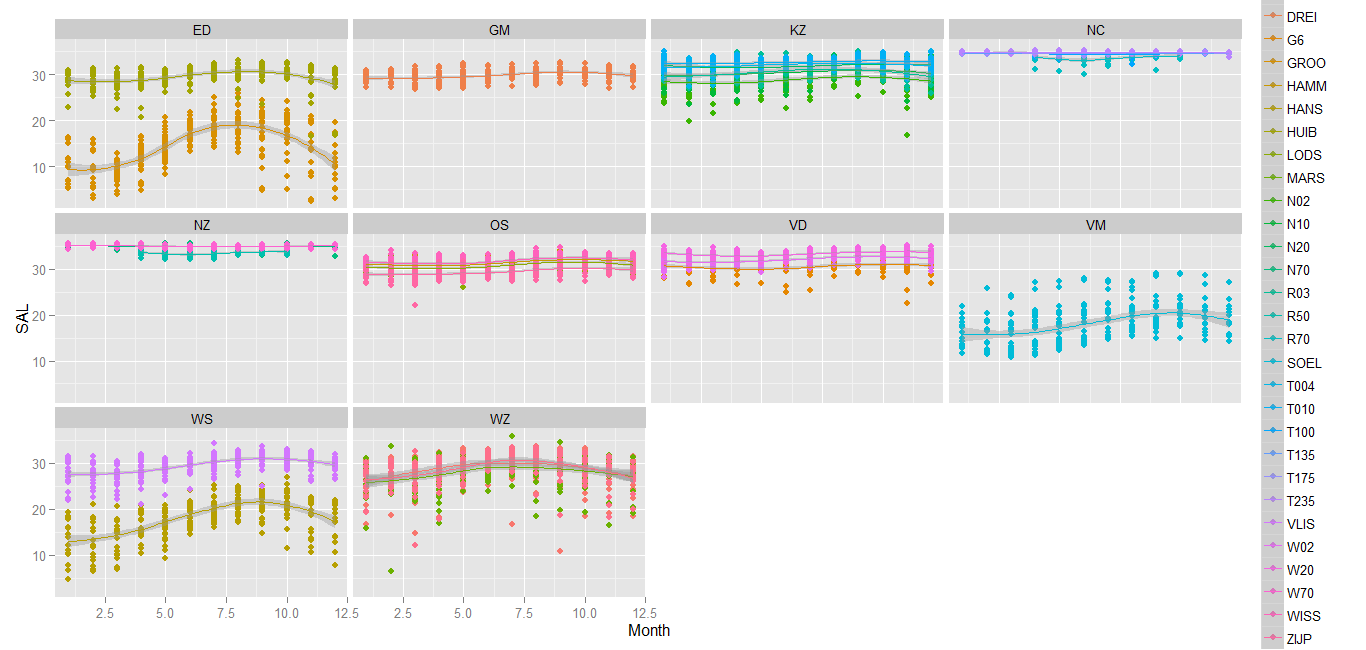 ED GM KZ NC
30
20
10
NZ OS VD VM
SAL
30
20
10
WS WZ
30
20
10
2.5 5.0 7.5 10.0 12.5 2.5 5.0 7.5 10.0 12.5
Month
DREI
G6
GROO
HAMM
HANS
HUIB
LODS
MARS
N02
N10
N20
N70
R03
R50
R70
SOEL
T004
T010
T100
T135
T175
T235
VLIS
W02
W20
W70
WISS
ZIJP